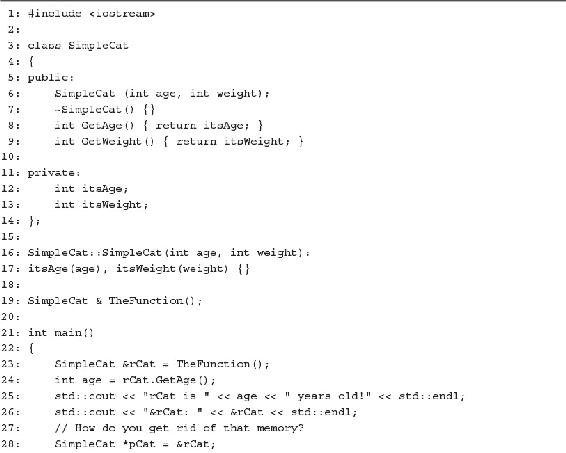 1: #include <iostream>
2:
3: class SimpleCat
4: {
5: public:
6:     SimpleCat (int age, int weight);
7:     ~SimpleCat() {}
8:     int GetAge() { return itsAge; }
9:     int GetWeight() { return itsWeight; }
10:
11: private:
12:     int itsAge;
13:     int itsWeight;
14: };
15:
16: SimpleCat::SimpleCat(int age, int weight):
17: itsAge(age), itsWeight(weight) {}
18:
19: SimpleCat & TheFunction();
20:
21: int main()
22: {
23:     SimpleCat &rCat = TheFunction();
24:     int age = rCat.GetAge();
25:     std::cout << "rCat is " << age << " years old!" << std::endl;
26:     std::cout << "&rCat: " << &rCat << std::endl;
27:     // How do you get rid of that memory?
28:     SimpleCat *pCat = &rCat;